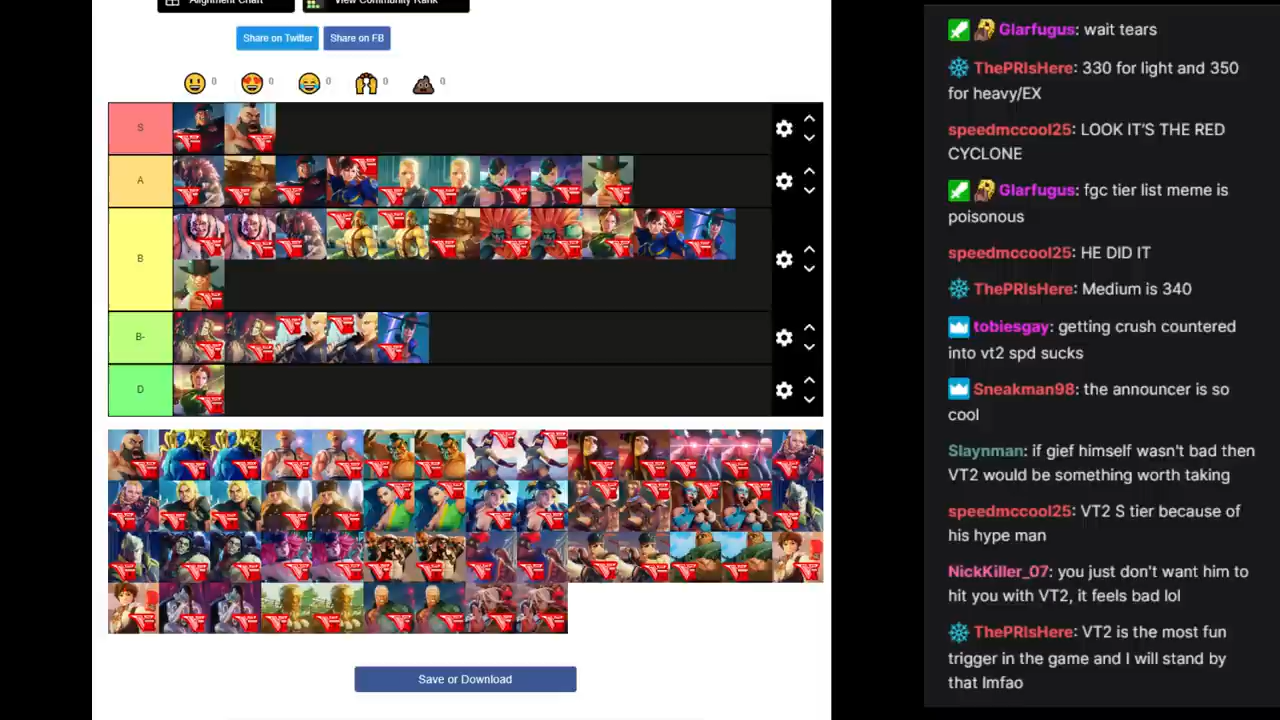 Alignment Chart
View Community Rank
Share on Twitter
Share on FB
0
0
0
0
0
S
A
B
B-
D
Save or Download
Glarfugus: wait tears
ThePRIsHere: 330 for light and 350
for heavy/EX
speedmccool25: LOOK IT'S THE RED
CYCLONE
Glarfugus: fgc tier list meme is
poisonous
speedmccool25: HE DID IT
ThePRIsHere: Medium is 340
tobiesgay: getting crush countered
into vt2 spd sucks
Sneakman98: the announcer is so
cool
Slaynman: if gief himself wasn't bad then
VT2 would be something worth taking
speedmccool25: VT2 S tier because of
his hype man
NickKiller_07: you just don't want him to
hit you with VT2, it feels bad lol
ThePRIsHere: VT2 is the most fun
trigger in the game and I will stand by
that lmfao